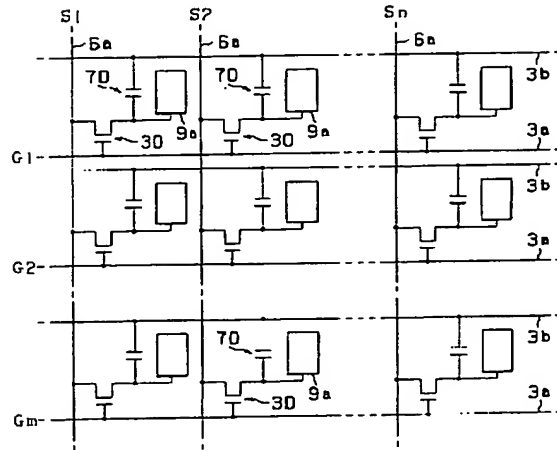 S1 S2 Sn
6a 6a 6a
70 70 3b
9a 9a
30 30 3a
G1
3b
G2 3a
70 3b
9a
30 3a
Gm